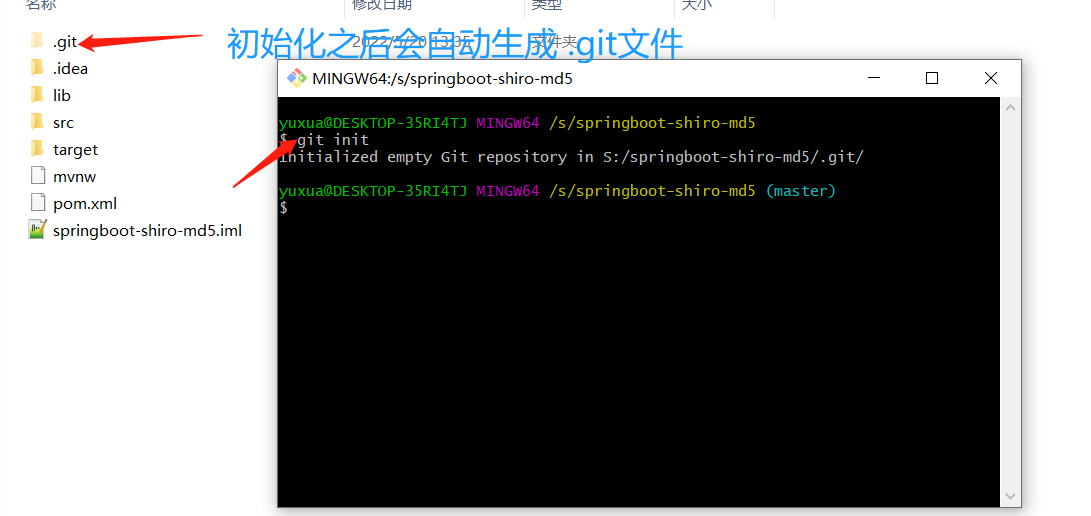 名称 修改日期 类型 大小
.git 2022/5/20 13:35 文件夹
初始化之后会自动生成 .git文件
.idea
lib
src
target
mvnw
pom.xml
springboot-shiro-md5.iml
MINGW64:/s/springboot-shiro-md5
yuxua@DESKTOP-35RI4TJ MINGW64 /s/springboot-shiro-md5
$ git init
Initialized empty Git repository in S:/springboot-shiro-md5/.git/
yuxua@DESKTOP-35RI4TJ MINGW64 /s/springboot-shiro-md5 (master)
$